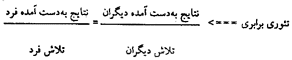 تئوری برابری <=== نتایج به‌دست آمده دیگران = نتایج به‌دست آمده فرد
تلاش دیگران تلاش فرد